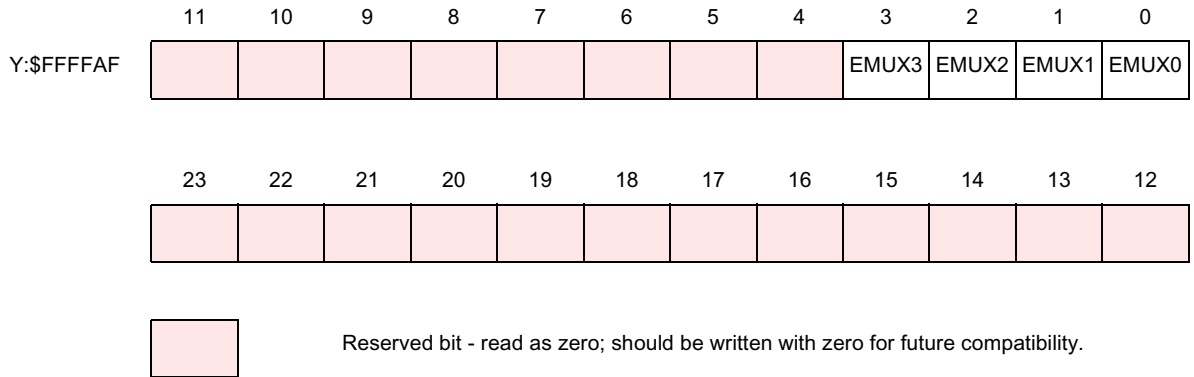 11 10 9 8 7 6 5 4 3 2 1 0
Y:$FFFFAF EMUX3 EMUX2 EMUX1 EMUX0
23 22 21 20 19 18 17 16 15 14 13 12
Reserved bit - read as zero; should be written with zero for future compatibility.